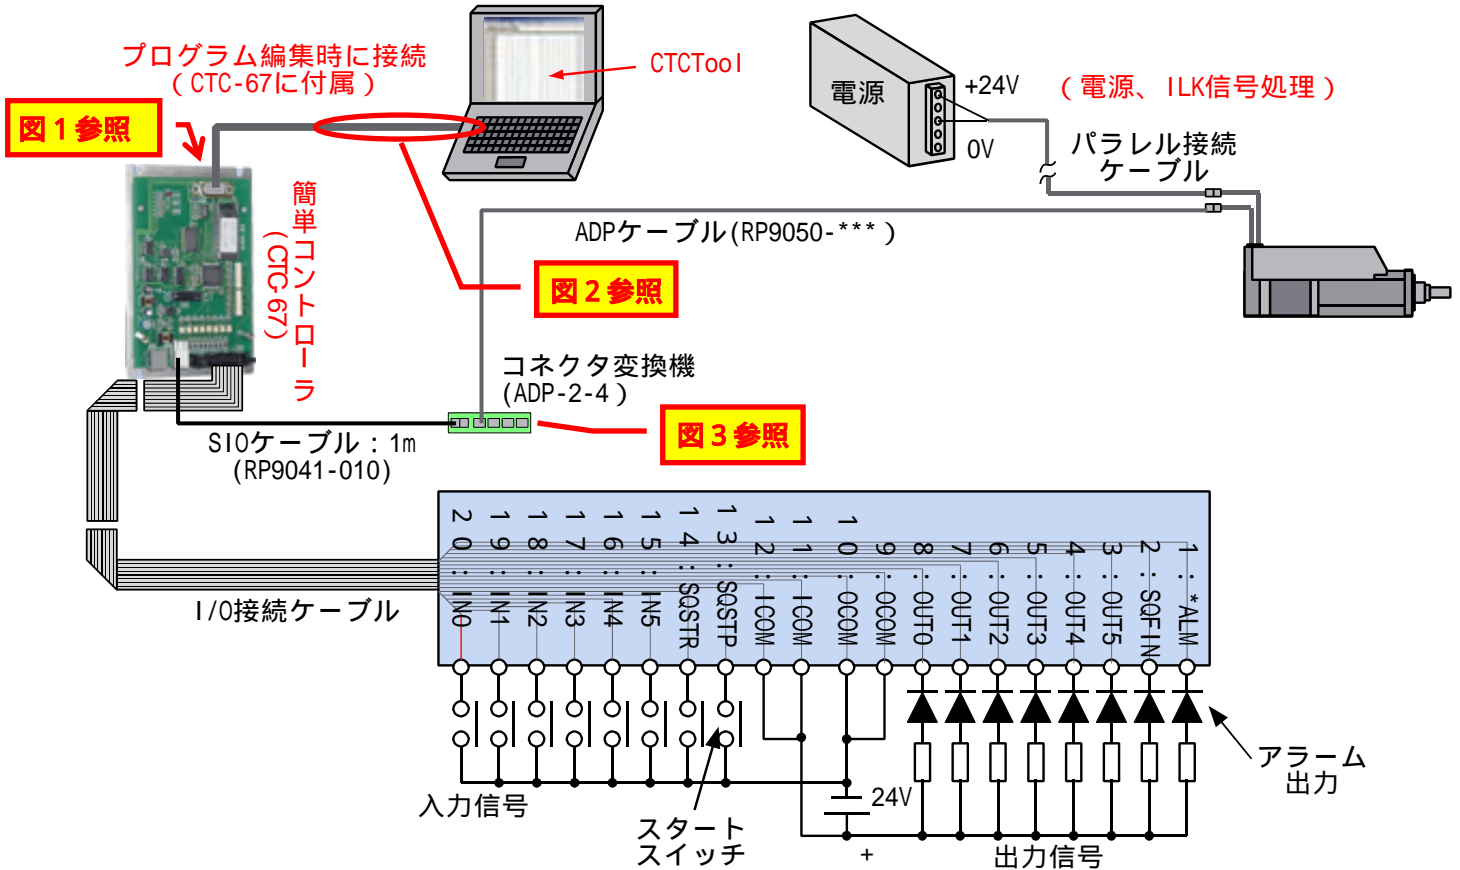 プログラム編集時に接続
（CTC-67に付属）
CTCTool
電源
+24V
0V
（電源、ILK信号処理）
パラレル接続
ケーブル
図１参照
簡単コントローラ
(CTC-67)
ADPケーブル(RP9050-***）
図２参照
コネクタ変換機
(ADP-2-4）
図３参照
SIOケーブル：1m
(RP9041-010)
I/O接続ケーブル
20:IN0
19:IN1
18:IN2
17:IN3
16:IN4
15:IN5
14:SQSTR
13:SQSTP
12:ICOM
11:ICOM
10:OCOM
9:OCOM
8:OUT0
7:OUT1
6:OUT2
5:OUT3
4:OUT4
3:OUT5
2:SQFIN
1:*ALM
入力信号
スタート
スイッチ
24V
+
出力信号
アラーム
出力